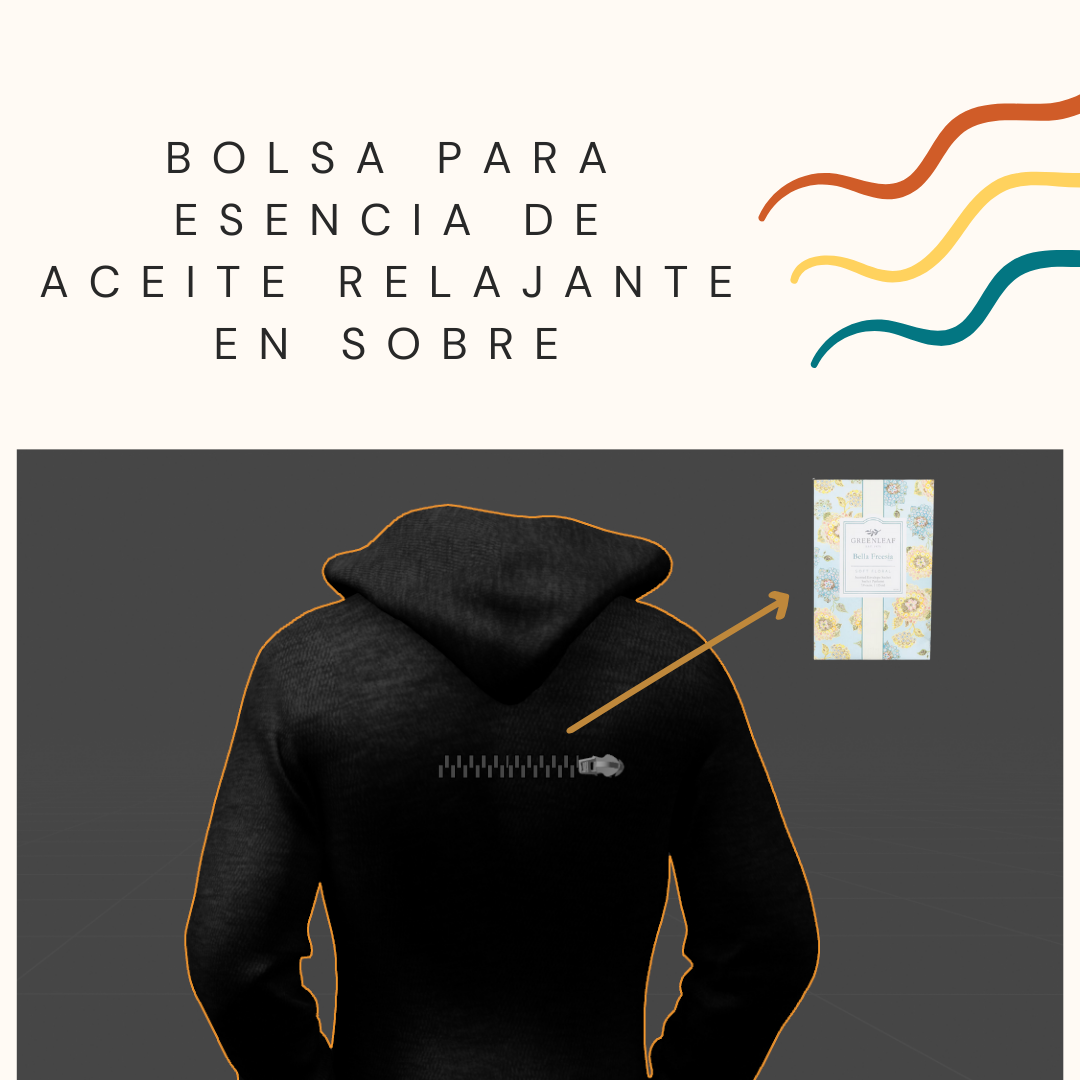 BOLSA PARA
ESENCIA DE
ACEITE RELAJANTE
EN SOBRE
GREENLEAF
Bella Freesia